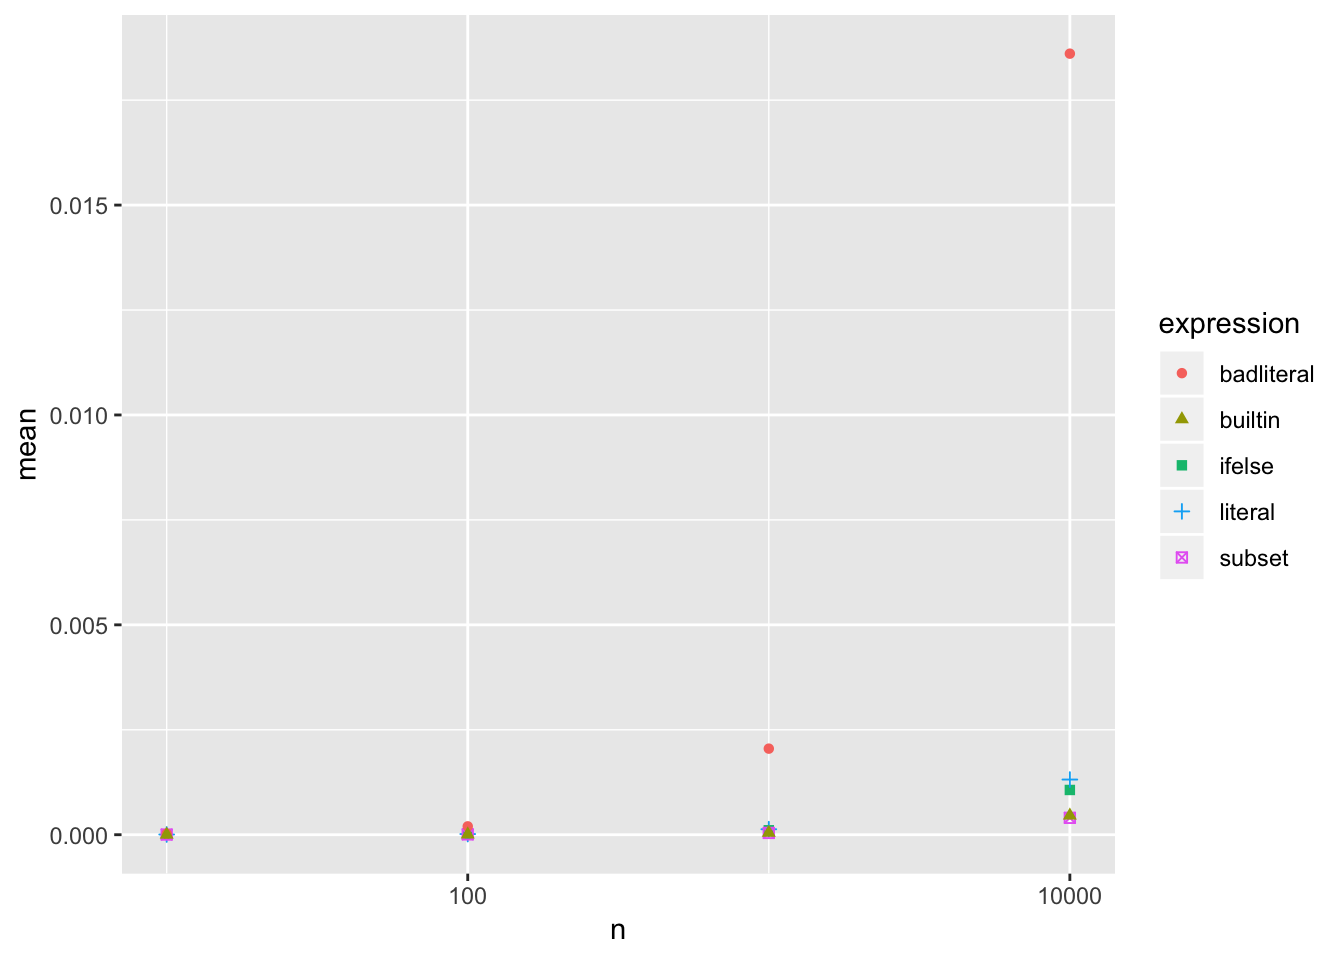 0.015
0.010
0.005
0.000
mean
100
10000
n
expression
badliteral
builtin
ifelse
literal
subset